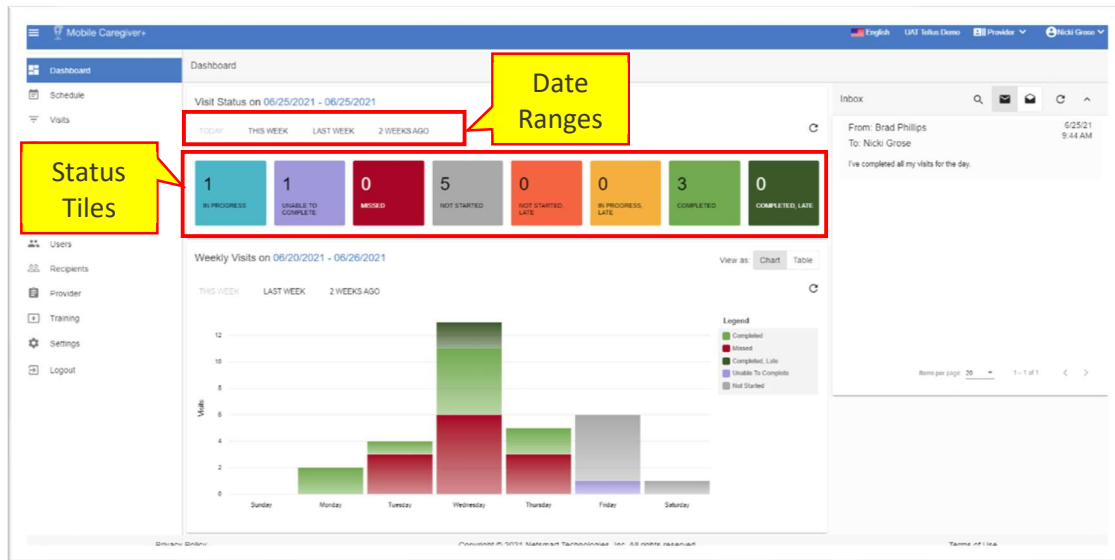 Mobile Caregiver+
English UAT Tellus Demo Provider Nicki Grose
Dashboard
Schedule
Visits
Users
Recipients
Provider
Training
Settings
Logout
Dashboard
Visit Status on 06/25/2021 - 06/25/2021
TODAY THIS WEEK LAST WEEK 2 WEEKS AGO
Date
Ranges
Status
Tiles
1
IN PROGRESS
1
UNABLE TO
COMPLETE
0
MISSED
5
NOT STARTED
0
NOT STARTED,
LATE
0
IN PROGRESS,
LATE
3
COMPLETED
0
COMPLETED, LATE
Weekly Visits on 06/20/2021 - 06/26/2021
View as: Chart Table
THIS WEEK LAST WEEK 2 WEEKS AGO
Legend
Completed
Missed
Completed, Late
Unable To Complete
Not Started
Visits
12
10
8
6
4
2
0
Sunday Monday Tuesday Wednesday Thursday Friday Saturday
Inbox
From: Brad Phillips 6/25/21
To: Nicki Grose 9:44 AM
I've completed all my visits for the day.
Items per page: 20 1 – 1 of 1
Privacy Policy Copyright © 2021 Netsmart Technologies, Inc. All rights reserved. Terms of Use